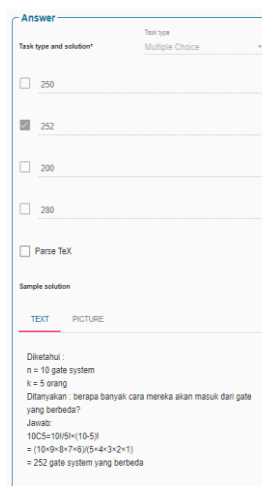 Answer
Task type
Task type and solution*
Multiple Choice
250
252
200
280
Parse TeX
Sample solution
TEXT PICTURE
Diketahui :
n = 10 gate system
k = 5 orang
Ditanyakan : berapa banyak cara mereka akan masuk dari gate
yang berbeda?
Jawab:
10C5=10!/5!×(10-5)!
= (10×9×8×7×6)/(5×4×3×2×1)
= 252 gate system yang berbeda